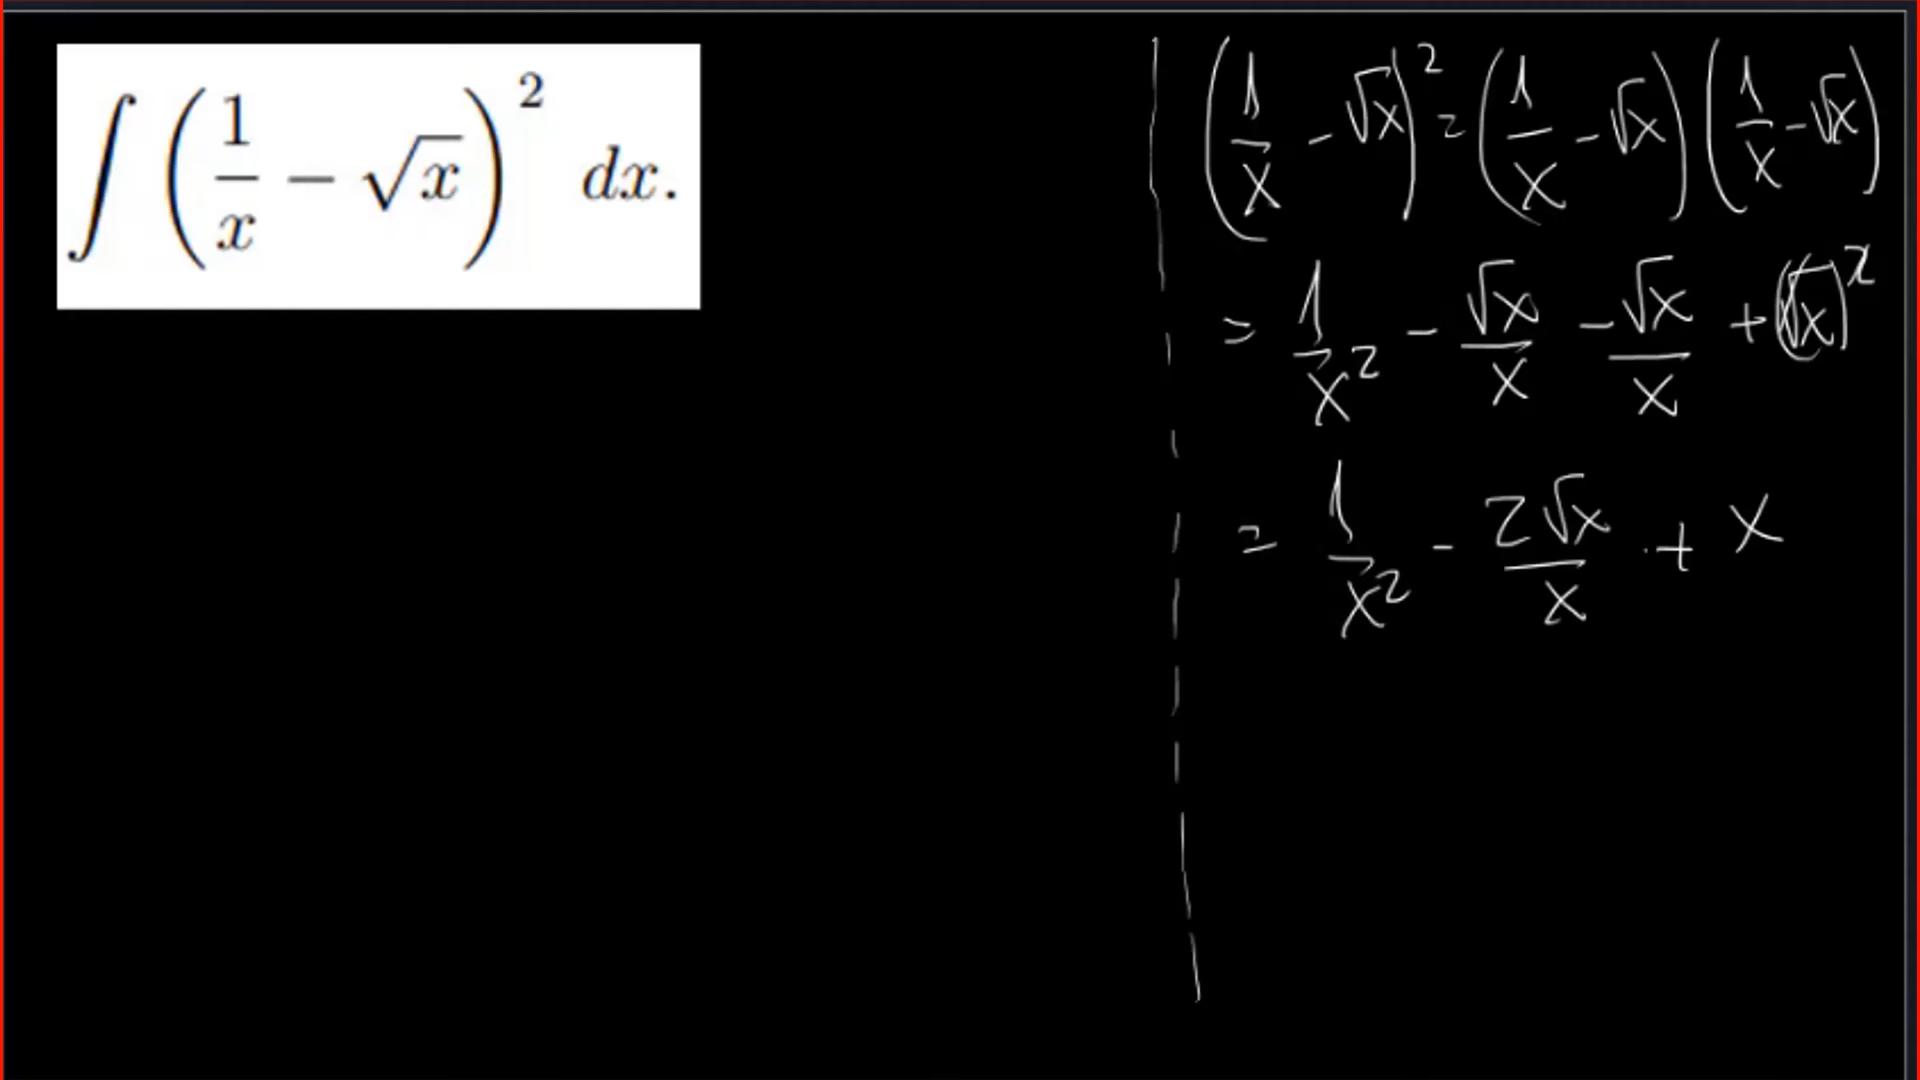 ∫ (1/x − √x)² dx.
(1/x − √x)² = (1/x − √x)(1/x − √x)
= 1/x² − √x/x − √x/x + (√x)²
= 1/x² − 2√x/x + x